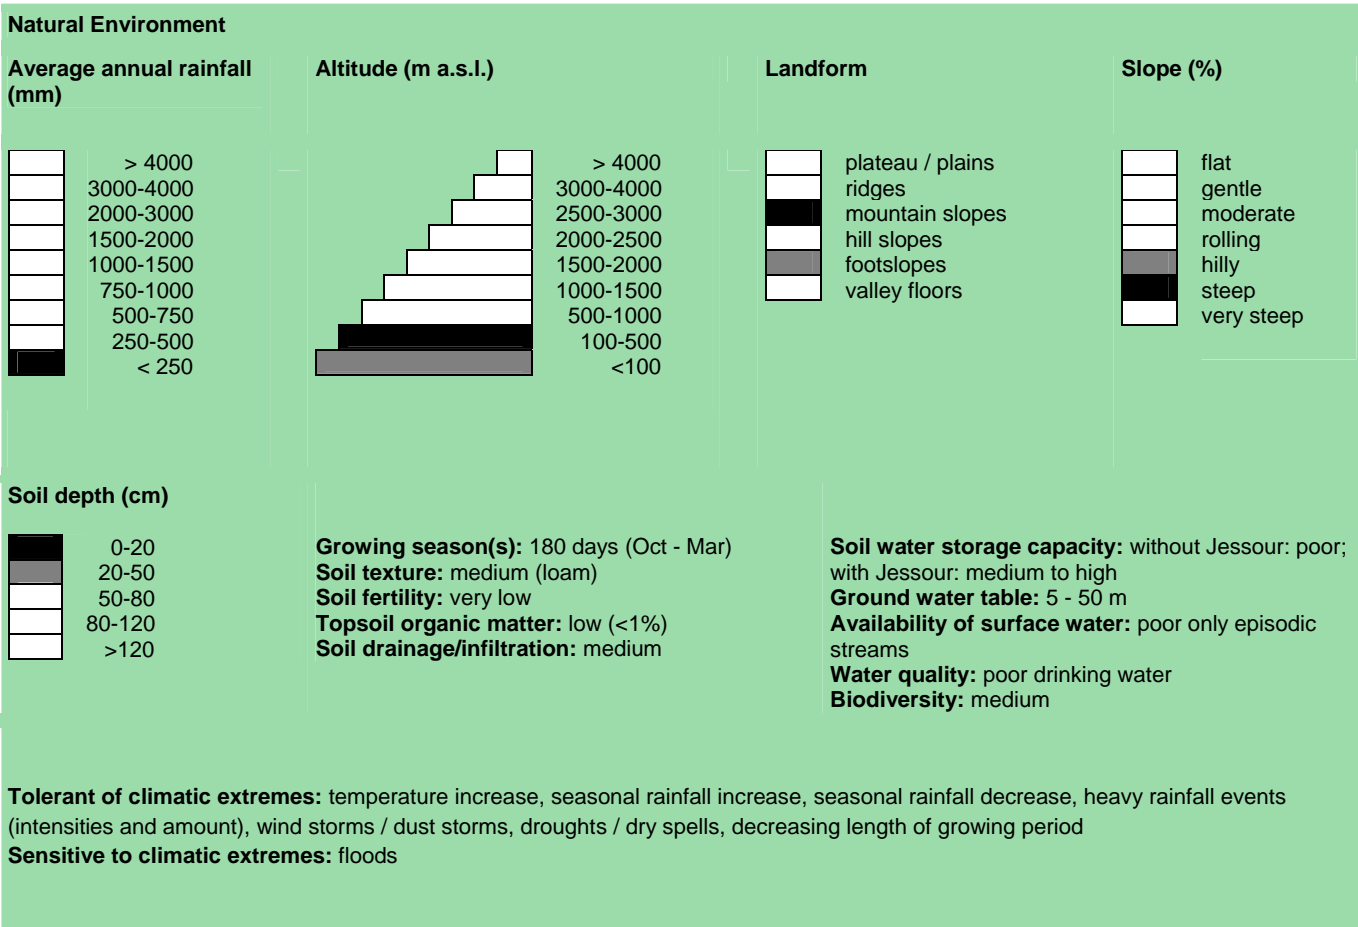 Natural Environment
Average annual rainfall
(mm)
> 4000
3000-4000
2000-3000
1500-2000
1000-1500
750-1000
500-750
250-500
< 250
Altitude (m a.s.l.)
> 4000
3000-4000
2500-3000
2000-2500
1500-2000
1000-1500
500-1000
100-500
<100
Landform
plateau / plains
ridges
mountain slopes
hill slopes
footslopes
valley floors
Slope (%)
flat
gentle
moderate
rolling
hilly
steep
very steep
Soil depth (cm)
0-20
20-50
50-80
80-120
>120
Growing season(s): 180 days (Oct - Mar)
Soil texture: medium (loam)
Soil fertility: very low
Topsoil organic matter: low (<1%)
Soil drainage/infiltration: medium
Soil water storage capacity: without Jessour: poor;
with Jessour: medium to high
Ground water table: 5 - 50 m
Availability of surface water: poor only episodic
streams
Water quality: poor drinking water
Biodiversity: medium
Tolerant of climatic extremes: temperature increase, seasonal rainfall increase, seasonal rainfall decrease, heavy rainfall events
(intensities and amount), wind storms / dust storms, droughts / dry spells, decreasing length of growing period
Sensitive to climatic extremes: floods